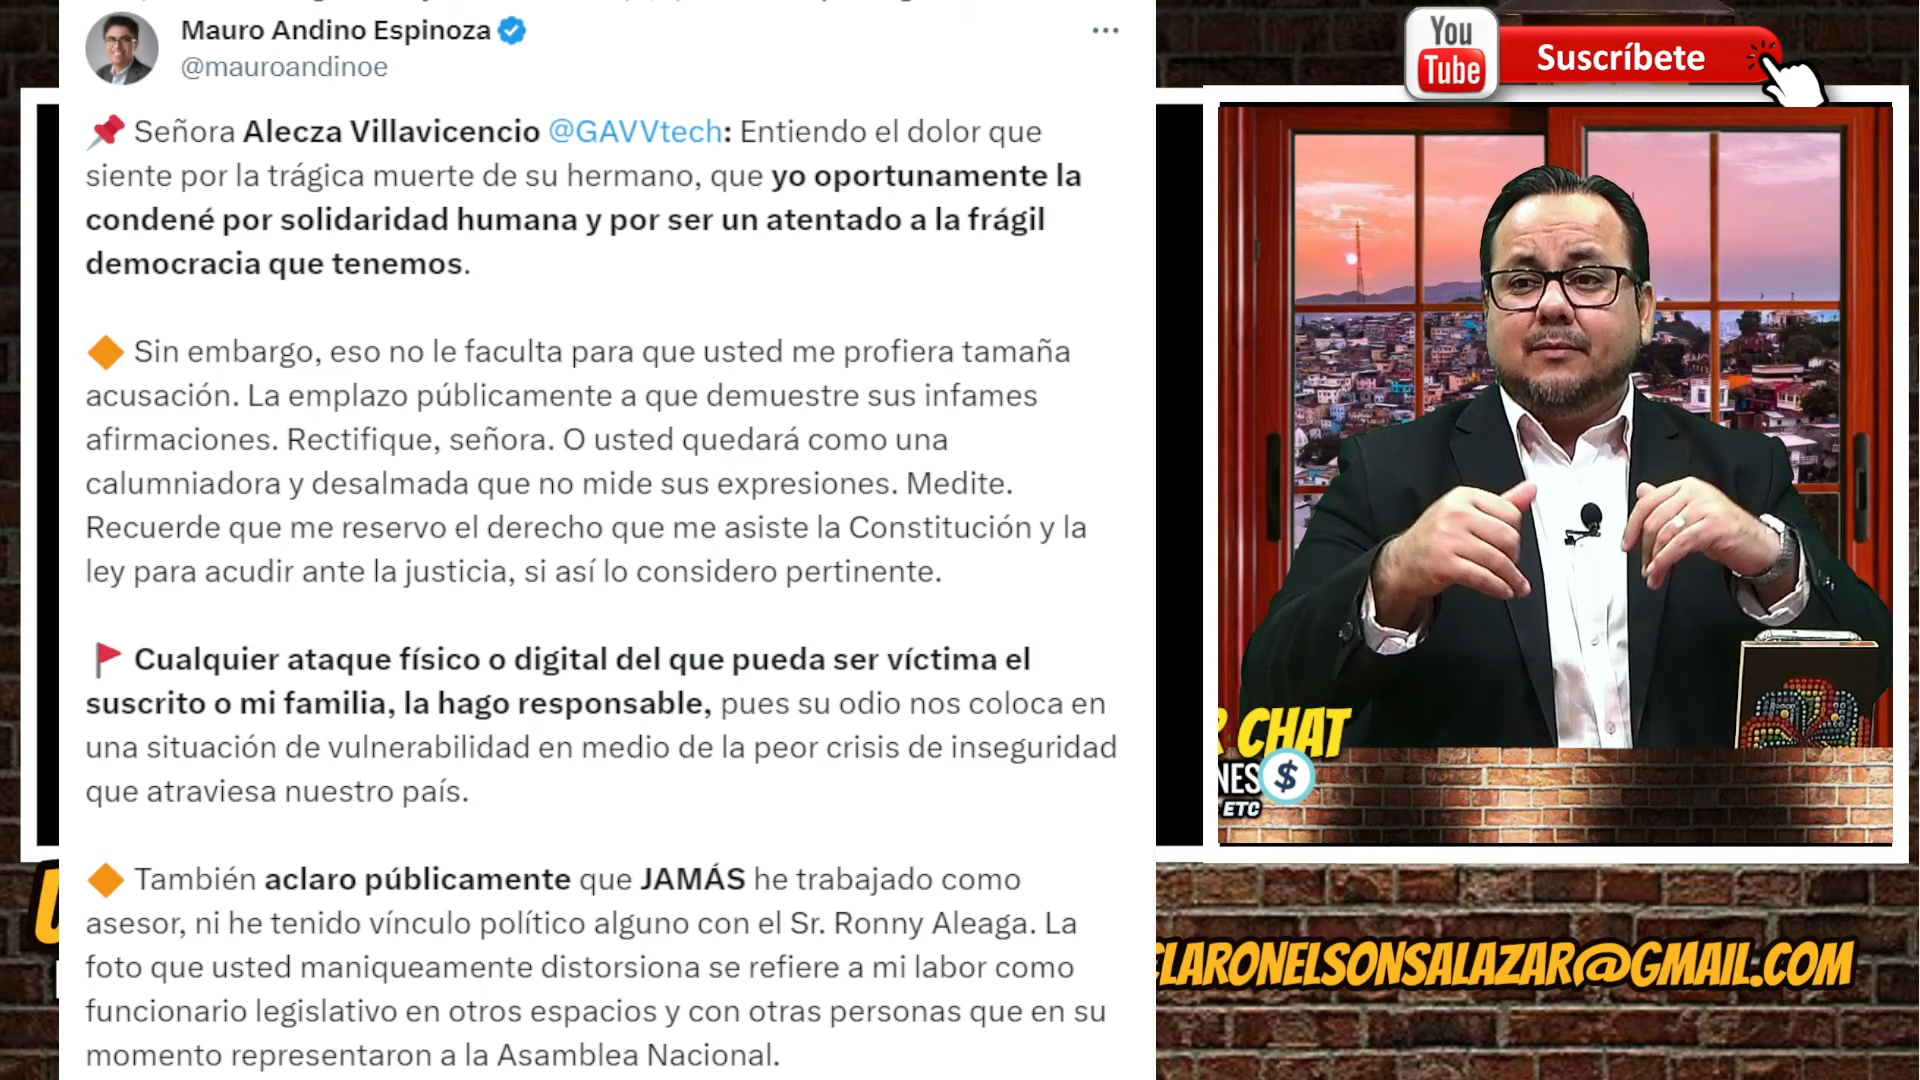 Mauro Andino Espinoza
@mauroandinoe
Señora Alecza Villavicencio @GAVVtech: Entiendo el dolor que
siente por la trágica muerte de su hermano, que yo oportunamente la
condené por solidaridad humana y por ser un atentado a la frágil
democracia que tenemos.
Sin embargo, eso no le faculta para que usted me profiera tamaña
acusación. La emplazo públicamente a que demuestre sus infames
afirmaciones. Rectifique, señora. O usted quedará como una
calumniadora y desalmada que no mide sus expresiones. Medite.
Recuerde que me reservo el derecho que me asiste la Constitución y la
ley para acudir ante la justicia, si así lo considero pertinente.
Cualquier ataque físico o digital del que pueda ser víctima el
suscrito o mi familia, la hago responsable, pues su odio nos coloca en
una situación de vulnerabilidad en medio de la peor crisis de inseguridad
que atraviesa nuestro país.
También aclaro públicamente que JAMÁS he trabajado como
asesor, ni he tenido vínculo político alguno con el Sr. Ronny Aleaga. La
foto que usted maniqueamente distorsiona se refiere a mi labor como
funcionario legislativo en otros espacios y con otras personas que en su
momento representaron a la Asamblea Nacional.
You
Tube
Suscríbete
R CHAT
NES $
ETC
CLARONELSONSALAZAR@GMAIL.COM